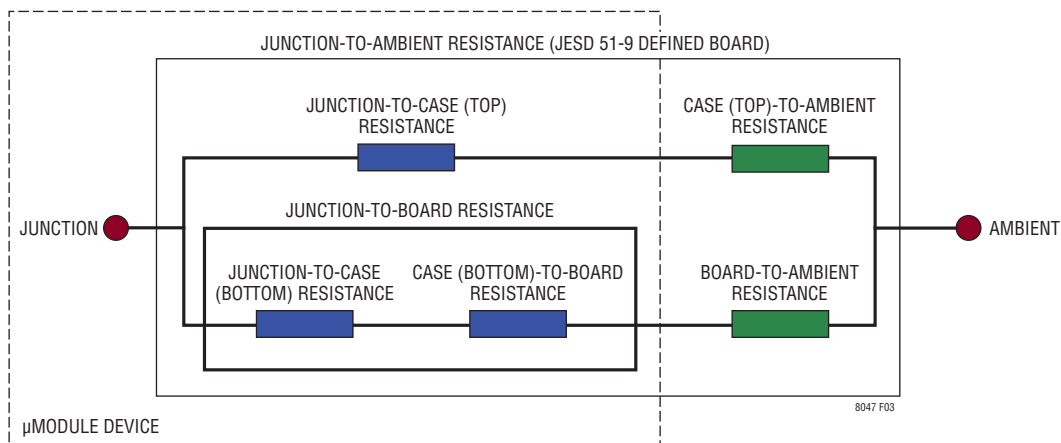 JUNCTION-TO-AMBIENT RESISTANCE (JESD 51-9 DEFINED BOARD)
JUNCTION-TO-CASE (TOP)
RESISTANCE
CASE (TOP)-TO-AMBIENT
RESISTANCE
JUNCTION-TO-BOARD RESISTANCE
JUNCTION
AMBIENT
JUNCTION-TO-CASE
(BOTTOM) RESISTANCE
CASE (BOTTOM)-TO-BOARD
RESISTANCE
BOARD-TO-AMBIENT
RESISTANCE
8047 F03
µMODULE DEVICE